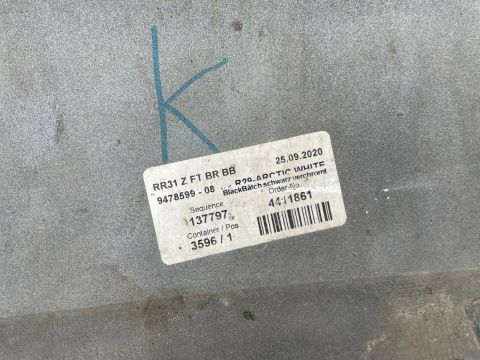 K
RR31 Z FT BR BB 25.09.2020
9478599 - 08 B29-ARCTIC WHITE
BlackBatch schwarz verchromt
Sequence Order-No
137797 4411861
Container / Pos
3596 / 1